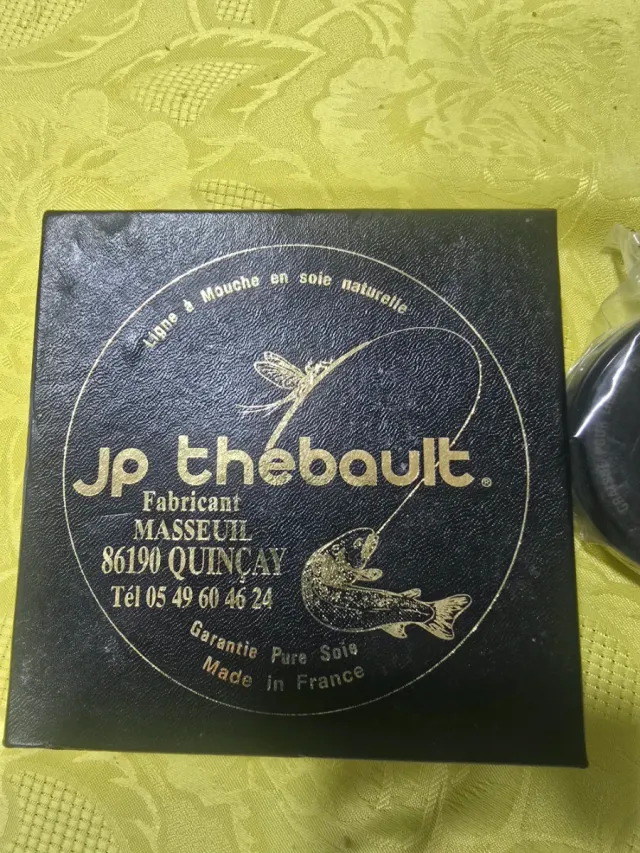 Ligne à Mouche en soie naturelle
JP thebault®
Fabricant
MASSEUIL
86190 QUINÇAY
Tél 05 49 60 46 24
Garantie Pure Soie
Made in France